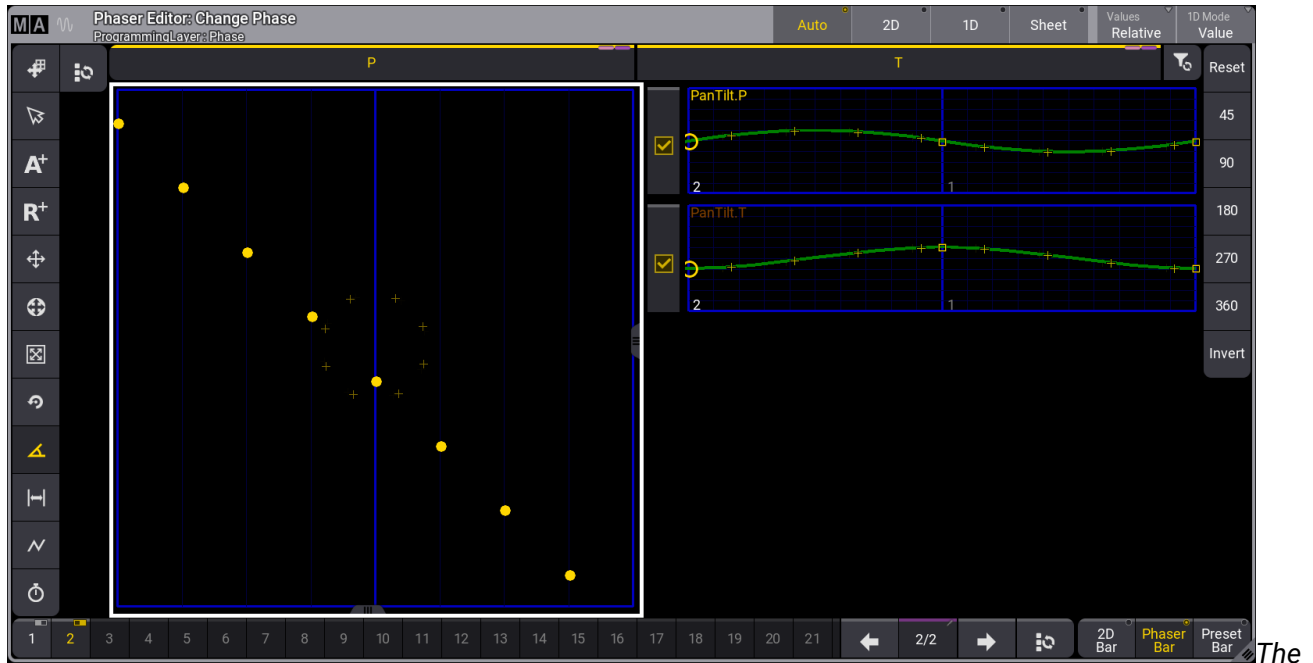 MA Phaser Editor: Change Phase
ProgrammingLayer: Phase
Auto 2D 1D Sheet Values Relative 1D Mode Value
P T Reset
PanTilt.P
45
A+
90
2 1
R+
PanTilt.T
180
270
2 1
360
Invert
1 2 3 4 5 6 7 8 9 10 11 12 13 14 15 16 17 18 19 20 21 2/2 2D Bar Phaser Bar Preset Bar
The